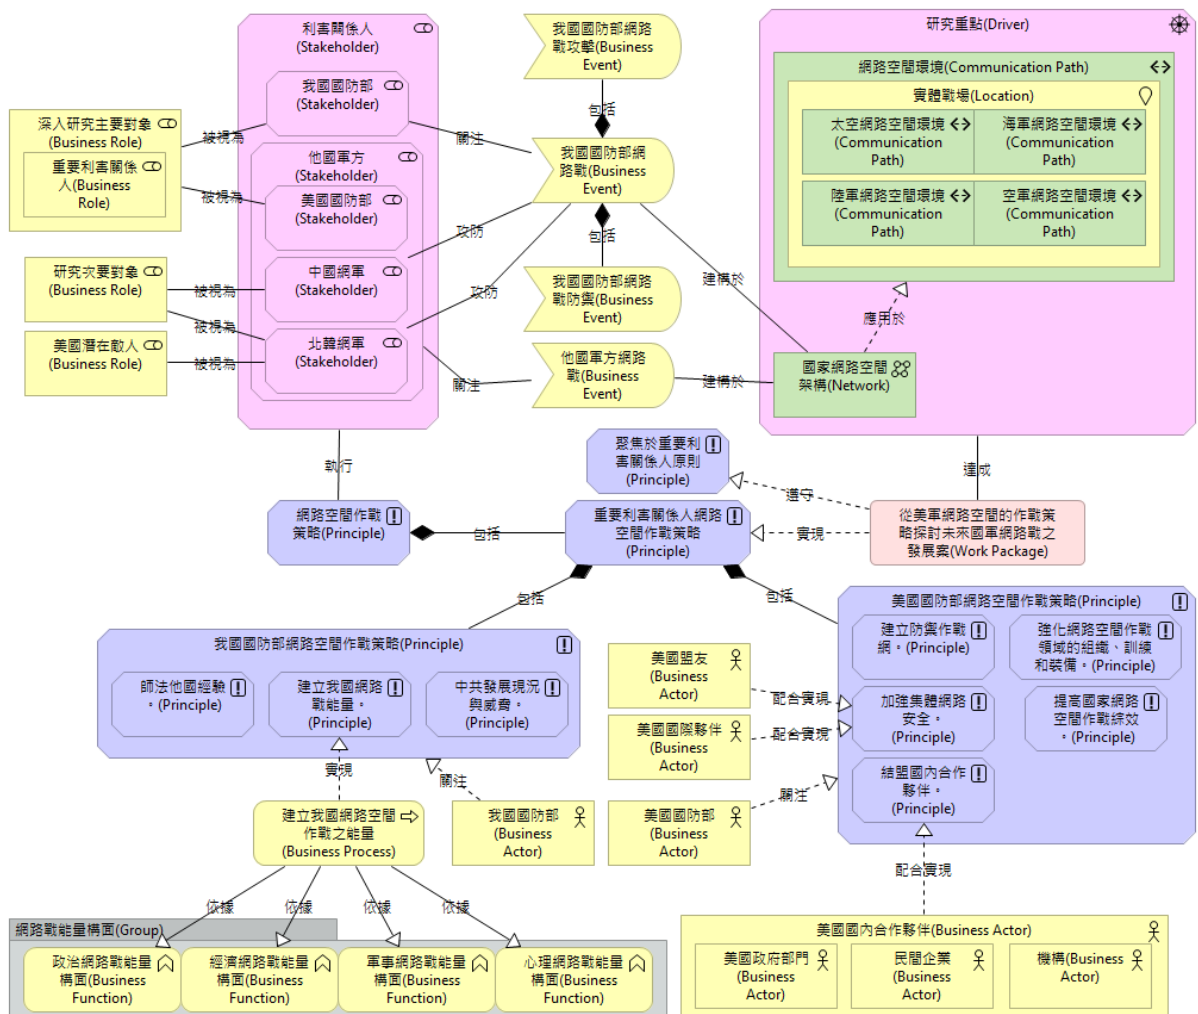 利害關係人
(Stakeholder)
我國國防部
(Stakeholder)
他國軍方
(Stakeholder)
美國國防部
(Stakeholder)
中國網軍
(Stakeholder)
北韓網軍
(Stakeholder)
深入研究主要對象
(Business Role)
重要利害關係
人(Business
Role)
研究次要對象
(Business Role)
美國潛在敵人
(Business Role)
被視為
被視為
被視為
被視為
被視為
我國國防部網路
戰攻擊(Business
Event)
包括
我國國防部網
路戰(Business
Event)
包括
我國國防部網路
戰防禦(Business
Event)
他國軍方網路
戰(Business
Event)
關注
攻防
攻防
關注
建構於
建構於
研究重點(Driver)
網路空間環境(Communication Path)
實體戰場(Location)
太空網路空間環境
(Communication
Path)
海軍網路空間環境
(Communication
Path)
陸軍網路空間環境
(Communication
Path)
空軍網路空間環境
(Communication
Path)
應用於
國家網路空間
架構(Network)
執行
達成
聚焦於重要利
害關係人原則
(Principle)
遵守
網路空間作戰
策略(Principle)
包括
重要利害關係人網路
空間作戰策略
(Principle)
實現
從美軍網路空間的作戰策
略探討未來國軍網路戰之
發展案(Work Package)
包括
包括
我國國防部網路空間作戰策略(Principle)
師法他國經驗
。(Principle)
建立我國網路
戰能量。
(Principle)
中共發展現況
與威脅。
(Principle)
實現
關注
建立我國網路空間
作戰之能量
(Business Process)
我國國防部
(Business
Actor)
美國國防部網路空間作戰策略(Principle)
建立防禦作戰
網。(Principle)
強化網路空間作戰
領域的組織、訓練
和裝備。(Principle)
加強集體網路
安全。
(Principle)
提高國家網路
空間作戰綜效
。(Principle)
結盟國內合作
夥伴。
(Principle)
美國盟友
(Business
Actor)
配合實現
美國國際夥伴
(Business
Actor)
配合實現
美國國防部
(Business
Actor)
關注
配合實現
依據
依據
依據
依據
網路戰能量構面(Group)
政治網路戰能量
構面(Business
Function)
經濟網路戰能量
構面(Business
Function)
軍事網路戰能量
構面(Business
Function)
心理網路戰能量
構面(Business
Function)
美國國內合作夥伴(Business Actor)
美國政府部門
(Business
Actor)
民間企業
(Business
Actor)
機構(Business
Actor)